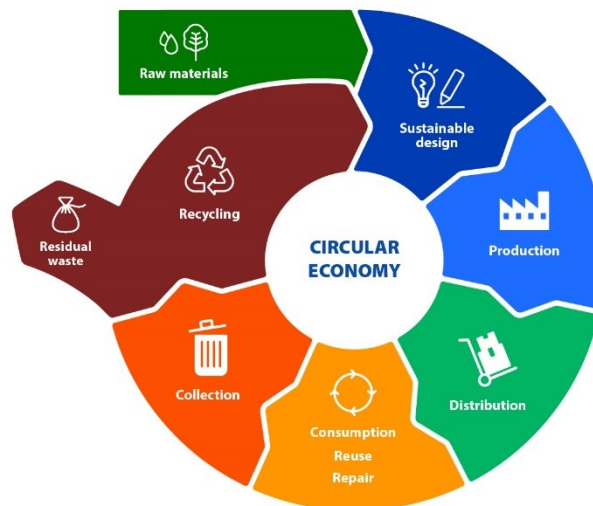 Raw materials
Sustainable
design
Production
Distribution
Consumption
Reuse
Repair
Collection
Recycling
Residual
waste
CIRCULAR
ECONOMY